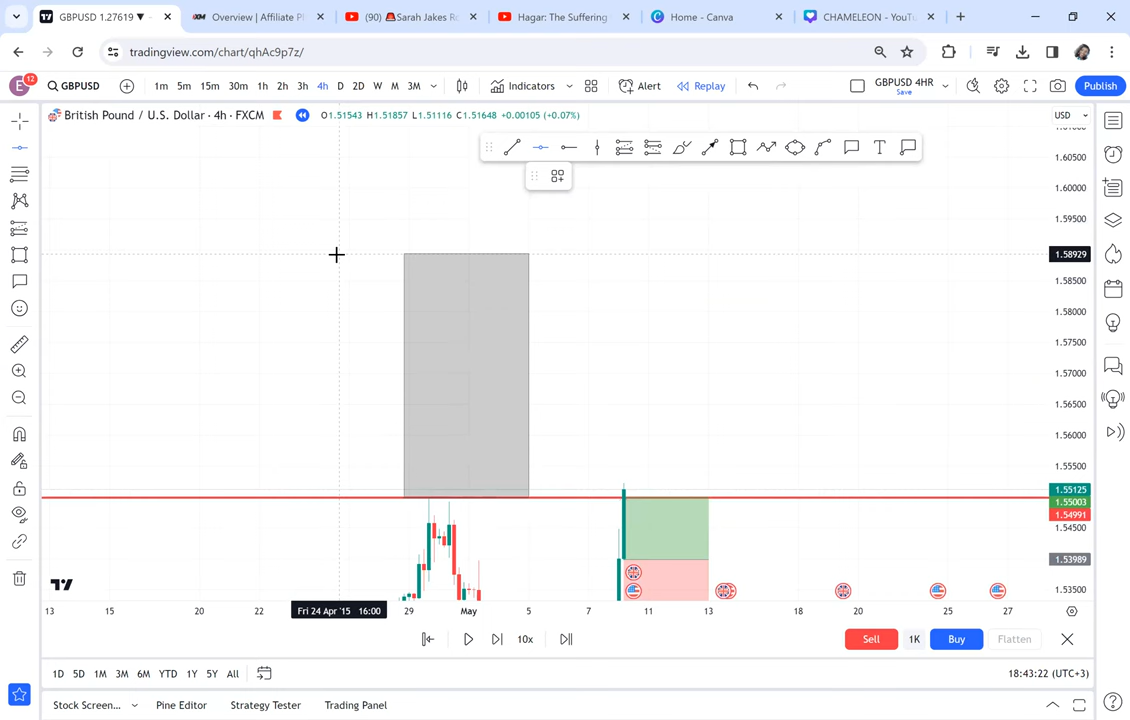 GBPUSD 1.27619 ▼
Overview | Affiliate P
(90) 🚨Sarah Jakes R
Hagar: The Suffering
Home - Canva
CHAMELEON - YouTu
tradingview.com/chart/qhAc9p7z/
E 12
GBPUSD
1m 5m 15m 30m 1h 2h 3h 4h D 2D W M 3M
Indicators
Alert
Replay
GBPUSD 4HR
Save
Publish
British Pound / U.S. Dollar · 4h · FXCM
O1.51543 H1.51857 L1.51116 C1.51648 +0.00105 (+0.07%)
USD
1.60500
1.60000
1.59500
1.58929
1.58500
1.58000
1.57500
1.57000
1.56500
1.56000
1.55500
1.55125
1.55003
1.54991
1.54500
1.53989
1.53500
13 15 20 22 Fri 24 Apr '15 16:00 29 May 5 7 11 13 18 20 25 27
10x
Sell 1K Buy Flatten
1D 5D 1M 3M 6M YTD 1Y 5Y All
18:43:22 (UTC+3)
Stock Screen... Pine Editor Strategy Tester Trading Panel